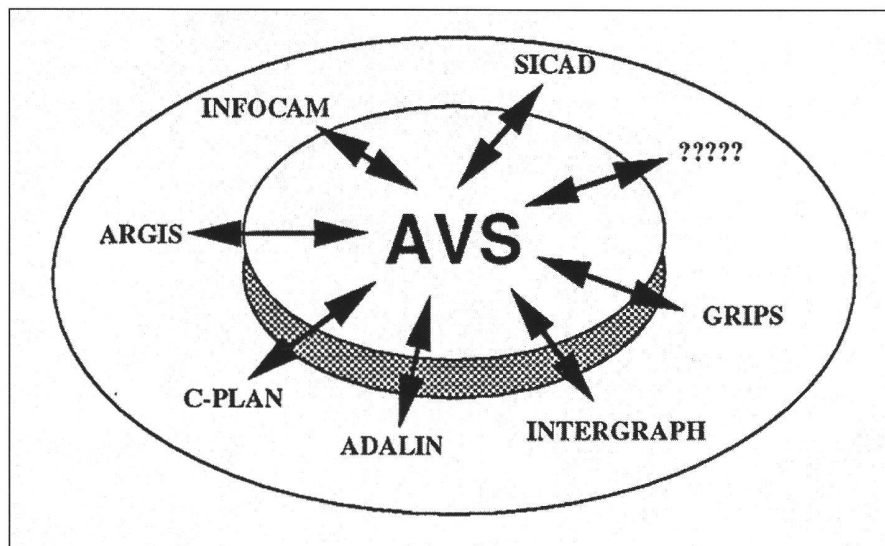 SICAD
INFOCAM
?????
ARGIS
AVS
GRIPS
C-PLAN
INTERGRAPH
ADALIN